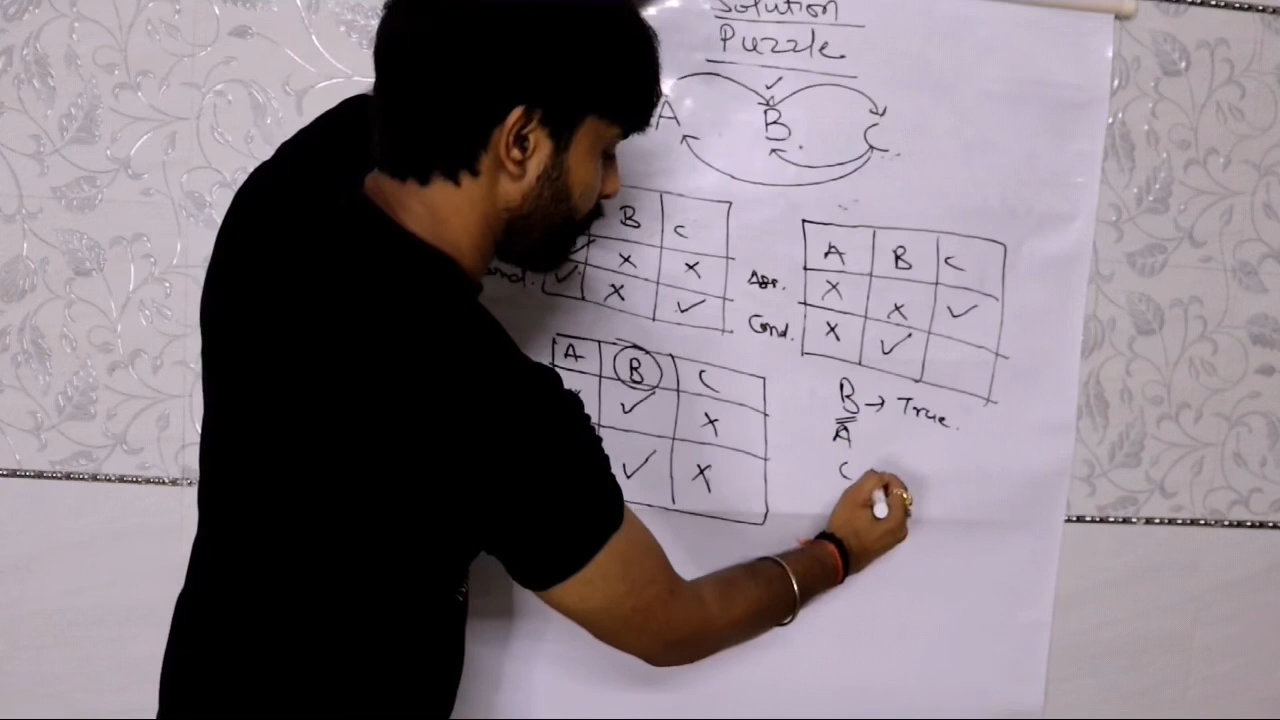 Solution
Puzzle
✓
A B C
B C
✓ X X
Cond. ✓ X ✓
A B C
Ass. X X ✓
Cond. X ✓
A B C
✓ X
✓ X
B → True.
A
C